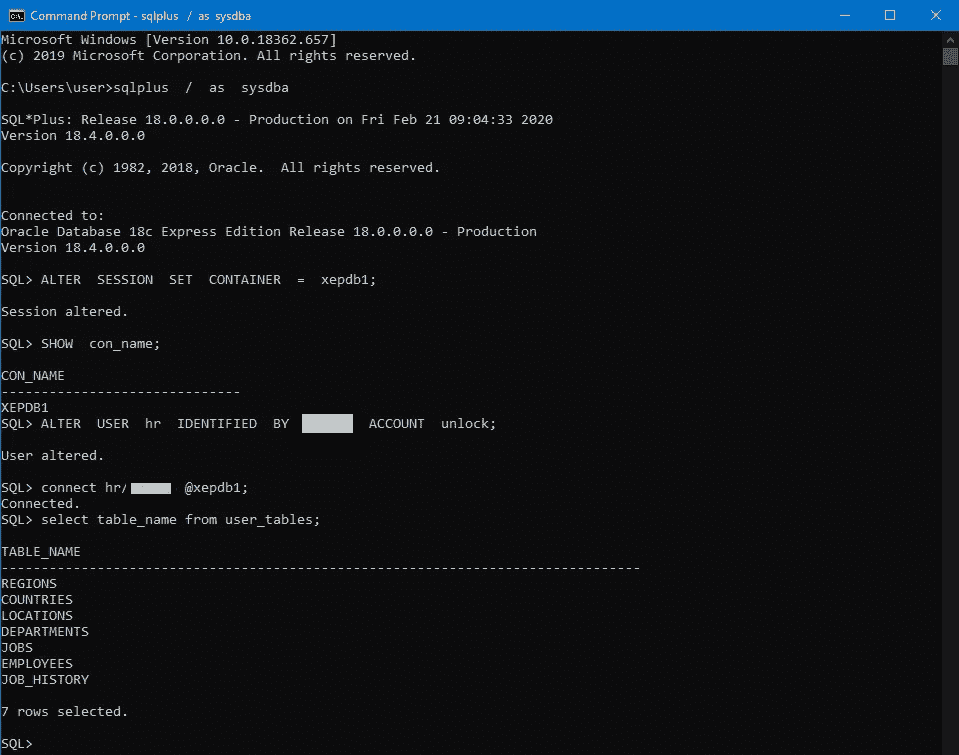 Command Prompt - sqlplus  / as sysdba
Microsoft Windows [Version 10.0.18362.657]
(c) 2019 Microsoft Corporation. All rights reserved.
C:\Users\user>sqlplus  /  as  sysdba
SQL*Plus: Release 18.0.0.0.0 - Production on Fri Feb 21 09:04:33 2020
Version 18.4.0.0.0
Copyright (c) 1982, 2018, Oracle.  All rights reserved.
Connected to:
Oracle Database 18c Express Edition Release 18.0.0.0.0 - Production
Version 18.4.0.0.0
SQL> ALTER  SESSION  SET  CONTAINER  =  xepdb1;
Session altered.
SQL> SHOW  con_name;
CON_NAME
------------------------------
XEPDB1
SQL> ALTER  USER  hr  IDENTIFIED  BY  ACCOUNT  unlock;
User altered.
SQL> connect hr/ @xepdb1;
Connected.
SQL> select table_name from user_tables;
TABLE_NAME
--------------------------------------------------------------------------------
REGIONS
COUNTRIES
LOCATIONS
DEPARTMENTS
JOBS
EMPLOYEES
JOB_HISTORY
7 rows selected.
SQL>